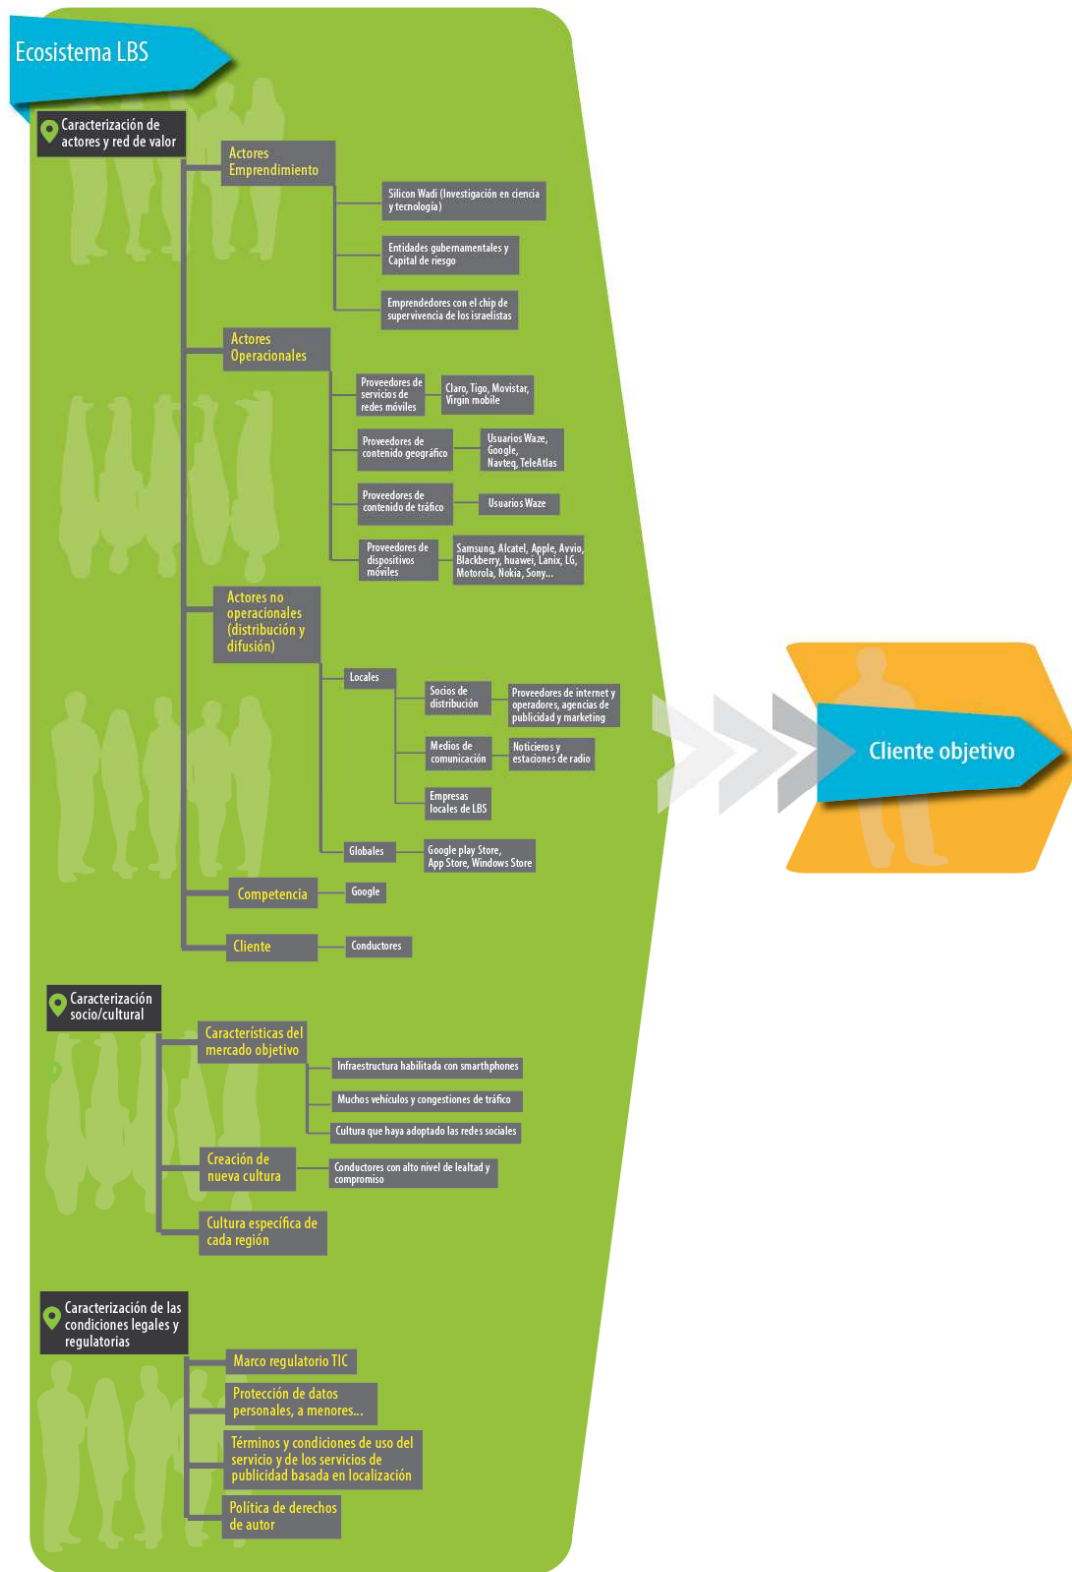 Ecosistema LBS
Caracterización de
actores y red de valor
Actores
Emprendimiento
Silicon Wadi (Investigación en ciencia
y tecnología)
Entidades gubernamentales y
Capital de riesgo
Emprendedores con el chip de
supervivencia de los israelistas
Actores
Operacionales
Proveedores de
servicios de
redes móviles
Claro, Tigo, Movistar,
Virgin mobile
Proveedores de
contenido geográfico
Usuarios Waze,
Google,
Navteq, TeleAtlas
Proveedores de
contenido de tráfico
Usuarios Waze
Proveedores de
dispositivos
móviles
Samsung, Alcatel, Apple, Avvio,
Blackberry, huawei, Lanix, LG,
Motorola, Nokia, Sony...
Actores no
operacionales
(distribución y
difusión)
Locales
Socios de
distribución
Proveedores de internet y
operadores, agencias de
publicidad y marketing
Medios de
comunicación
Noticieros y
estaciones de radio
Empresas
locales de LBS
Globales
Google play Store,
App Store, Windows Store
Competencia
Google
Cliente
Conductores
Cliente objetivo
Caracterización
socio/cultural
Características del
mercado objetivo
Infraestructura habilitada con smarthphones
Muchos vehículos y congestiones de tráfico
Cultura que haya adoptado las redes sociales
Creación de
nueva cultura
Conductores con alto nivel de lealtad y
compromiso
Cultura específica de
cada región
Caracterización de las
condiciones legales y
regulatorias
Marco regulatorio TIC
Protección de datos
personales, a menores...
Términos y condiciones de uso del
servicio y de los servicios de
publicidad basada en localización
Política de derechos
de autor